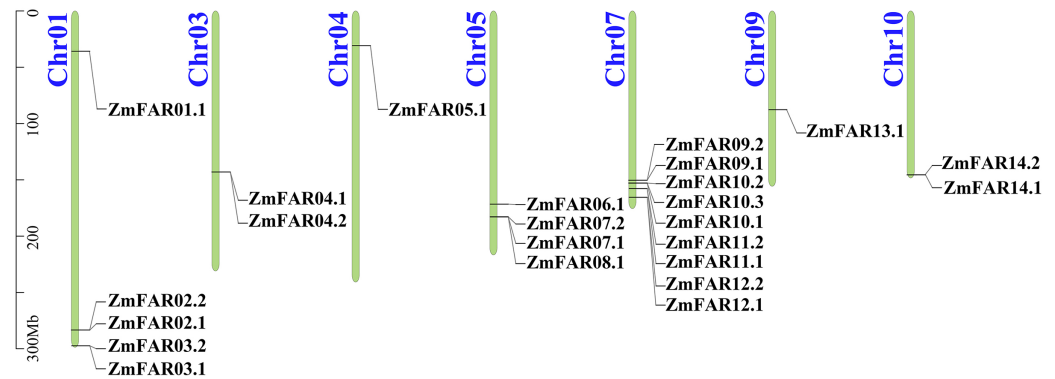 0
100
200
300Mb
Chr01
ZmFAR01.1
ZmFAR02.2
ZmFAR02.1
ZmFAR03.2
ZmFAR03.1
Chr03
ZmFAR04.1
ZmFAR04.2
Chr04
ZmFAR05.1
Chr05
ZmFAR06.1
ZmFAR07.2
ZmFAR07.1
ZmFAR08.1
Chr07
ZmFAR09.2
ZmFAR09.1
ZmFAR10.2
ZmFAR10.3
ZmFAR10.1
ZmFAR11.2
ZmFAR11.1
ZmFAR12.2
ZmFAR12.1
Chr09
ZmFAR13.1
Chr10
ZmFAR14.2
ZmFAR14.1